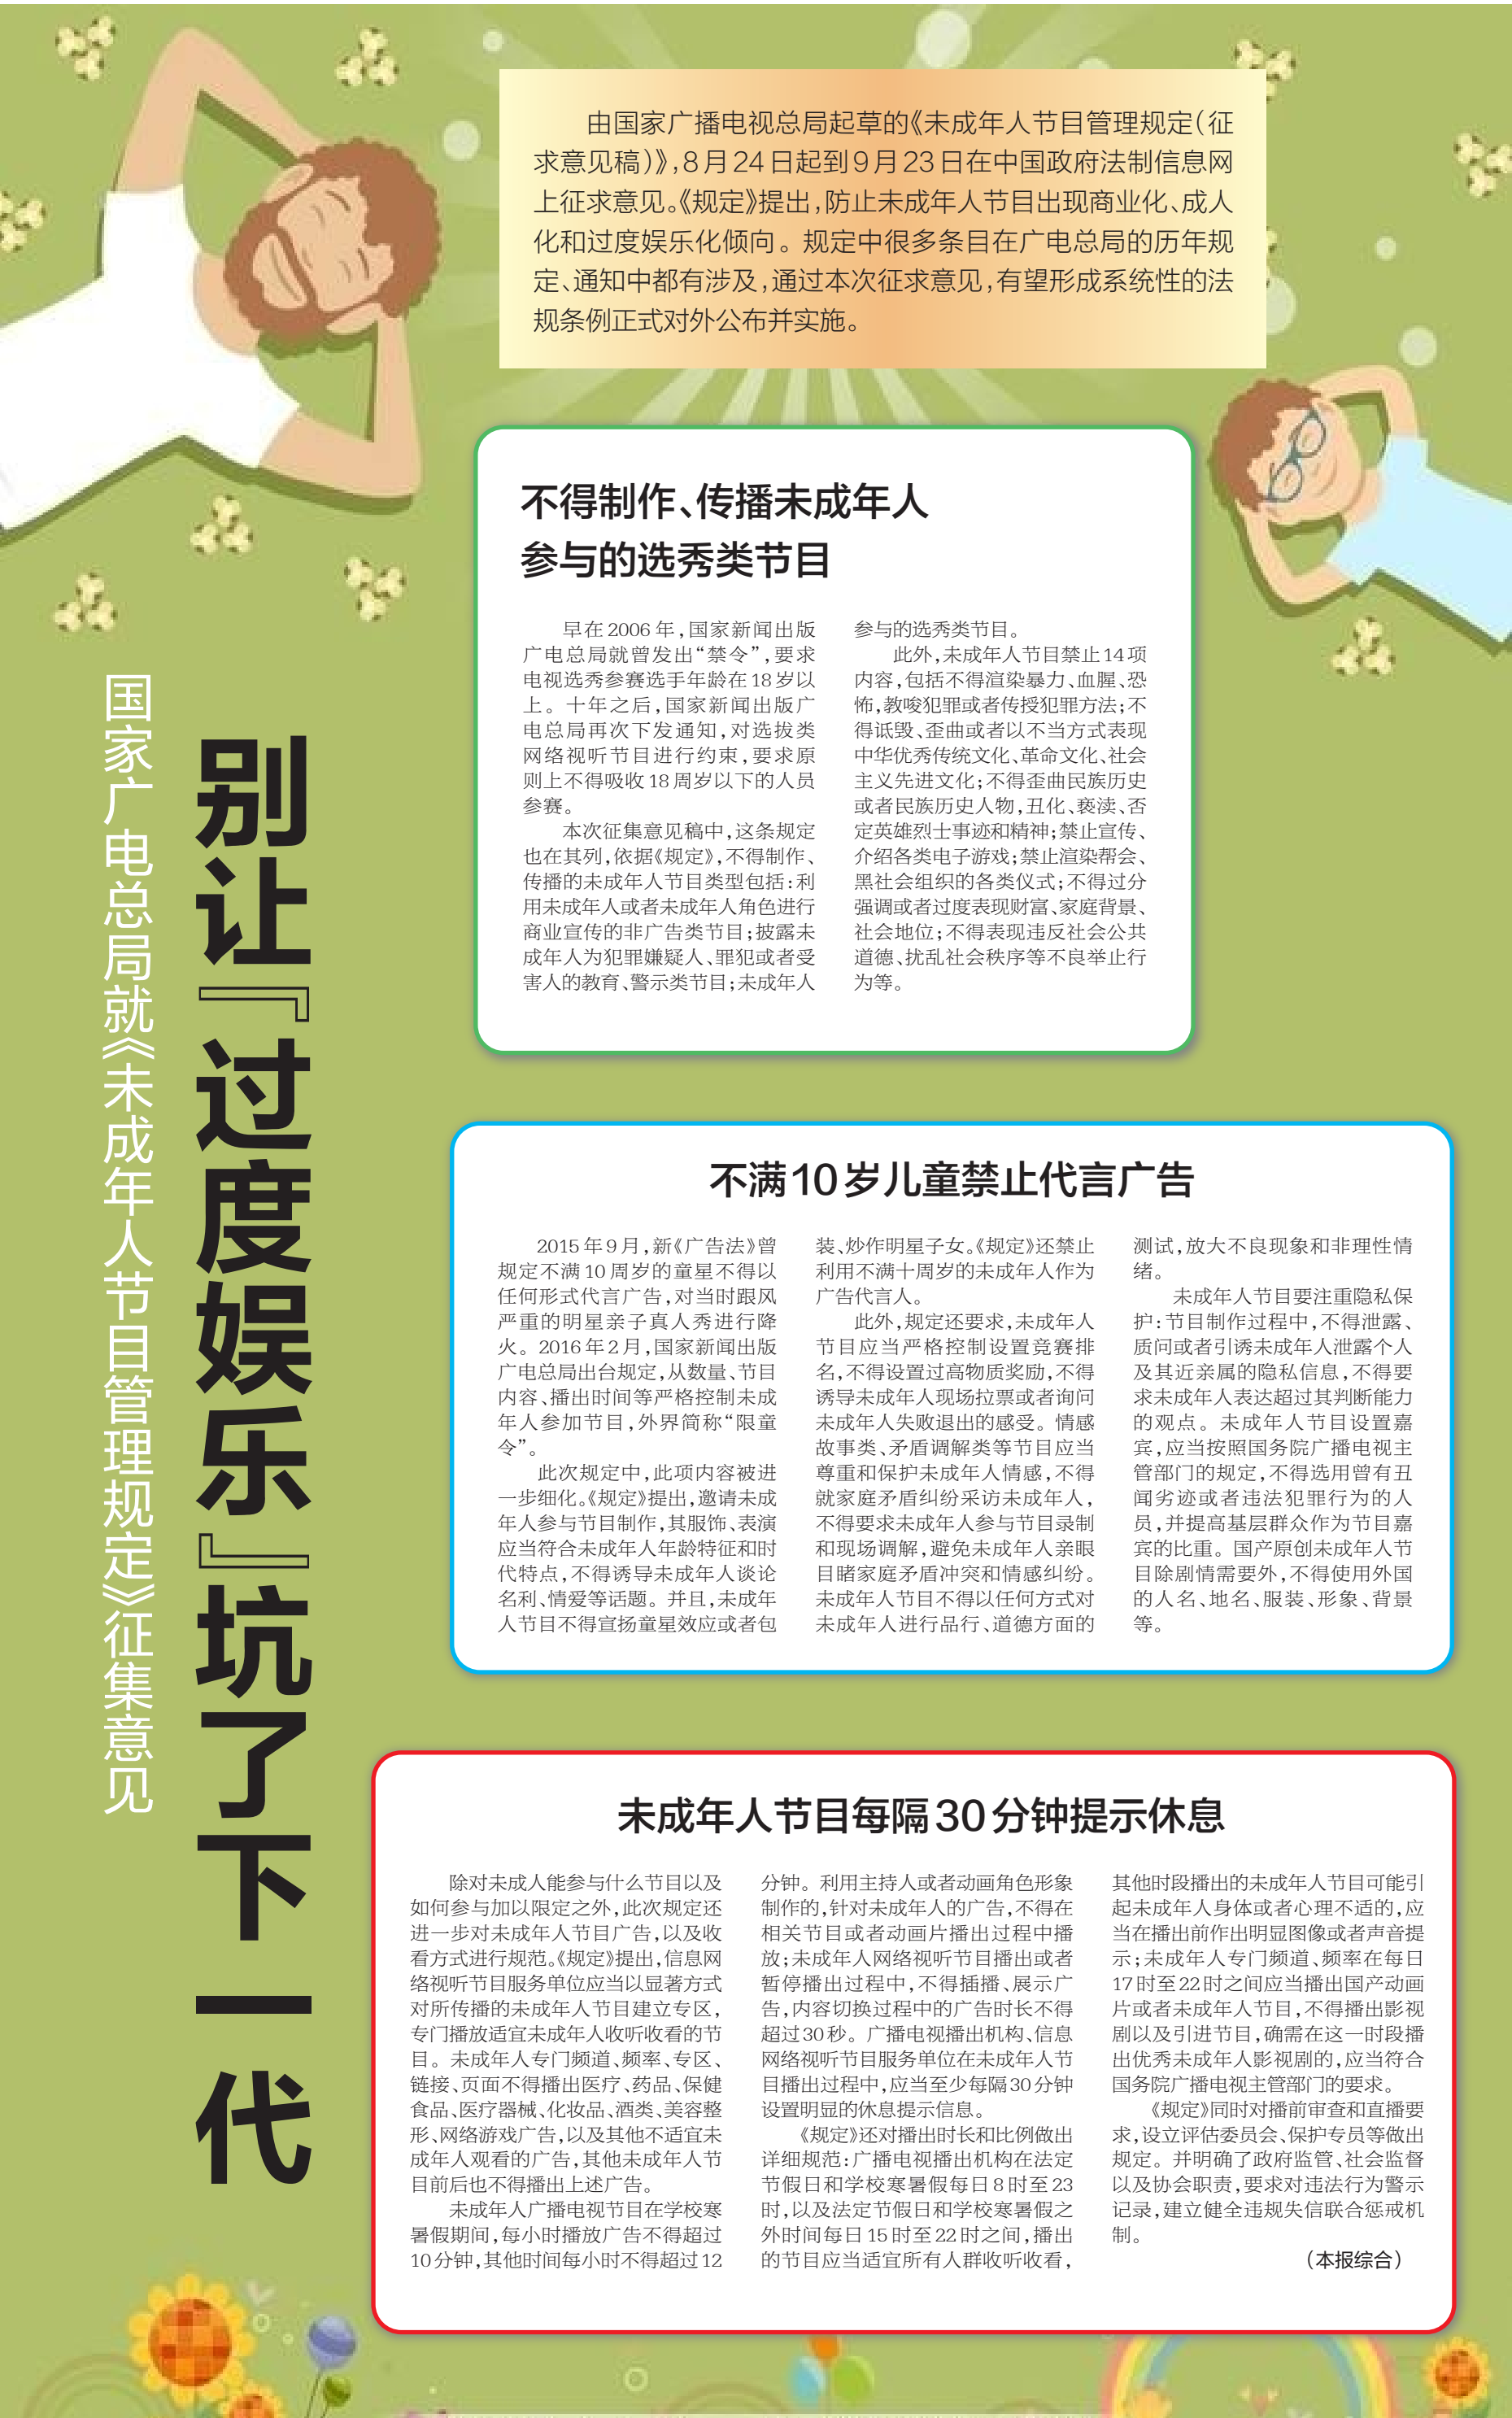 由国家广播电视总局起草的《未成年人节目管理规定（征
求意见稿）》，8月24日起到9月23日在中国政府法制信息网
上征求意见。《规定》提出，防止未成年人节目出现商业化、成人
化和过度娱乐化倾向。规定中很多条目在广电总局的历年规
定、通知中都有涉及，通过本次征求意见，有望形成系统性的法
规条例正式对外公布并实施。
国家广电总局就《未成年人节目管理规定》征集意见
别让『过度娱乐』坑了下一代
不得制作、传播未成年人
参与的选秀类节目
早在2006年，国家新闻出版
广电总局就曾发出“禁令”，要求
电视选秀参赛选手年龄在18岁以
上。十年之后，国家新闻出版广
电总局再次下发通知，对选拔类
网络视听节目进行约束，要求原
则上不得吸收18周岁以下的人员
参赛。
本次征集意见稿中，这条规定
也在其列，依据《规定》，不得制作、
传播的未成年人节目类型包括：利
用未成年人或者未成年人角色进行
商业宣传的非广告类节目；披露未
成年人为犯罪嫌疑人、罪犯或者受
害人的教育、警示类节目；未成年人
参与的选秀类节目。
此外，未成年人节目禁止14项
内容，包括不得渲染暴力、血腥、恐
怖，教唆犯罪或者传授犯罪方法；不
得诋毁、歪曲或者以不当方式表现
中华优秀传统文化、革命文化、社会
主义先进文化；不得歪曲民族历史
或者民族历史人物，丑化、亵渎、否
定英雄烈士事迹和精神；禁止宣传、
介绍各类电子游戏；禁止渲染帮会、
黑社会组织的各类仪式；不得过分
强调或者过度表现财富、家庭背景、
社会地位；不得表现违反社会公共
道德、扰乱社会秩序等不良举止行
为等。
不满10岁儿童禁止代言广告
2015年9月，新《广告法》曾
规定不满10周岁的童星不得以
任何形式代言广告，对当时跟风
严重的明星亲子真人秀进行降
火。2016年2月，国家新闻出版
广电总局出台规定，从数量、节目
内容、播出时间等严格控制未成
年人参加节目，外界简称“限童
令”。
此次规定中，此项内容被进
一步细化。《规定》提出，邀请未成
年人参与节目制作，其服饰、表演
应当符合未成年人年龄特征和时
代特点，不得诱导未成年人谈论
名利、情爱等话题。并且，未成年
人节目不得宣扬童星效应或者包
装、炒作明星子女。《规定》还禁止
利用不满十周岁的未成年人作为
广告代言人。
此外，规定还要求，未成年人
节目应当严格控制设置竞赛排
名，不得设置过高物质奖励，不得
诱导未成年人现场拉票或者询问
未成年人失败退出的感受。情感
故事类、矛盾调解类等节目应当
尊重和保护未成年人情感，不得
就家庭矛盾纠纷采访未成年人，
不得要求未成年人参与节目录制
和现场调解，避免未成年人亲眼
目睹家庭矛盾冲突和情感纠纷。
未成年人节目不得以任何方式对
未成年人进行品行、道德方面的
测试，放大不良现象和非理性情
绪。
未成年人节目要注重隐私保
护：节目制作过程中，不得泄露、
质问或者引诱未成年人泄露个人
及其近亲属的隐私信息，不得要
求未成年人表达超过其判断能力
的观点。未成年人节目设置嘉
宾，应当按照国务院广播电视主
管部门的规定，不得选用曾有丑
闻劣迹或者违法犯罪行为的人
员，并提高基层群众作为节目嘉
宾的比重。国产原创未成年人节
目除剧情需要外，不得使用外国
的人名、地名、服装、形象、背景
等。
未成年人节目每隔30分钟提示休息
除对未成人能参与什么节目以及
如何参与加以限定之外，此次规定还
进一步对未成年人节目广告，以及收
看方式进行规范。《规定》提出，信息网
络视听节目服务单位应当以显著方式
对所传播的未成年人节目建立专区，
专门播放适宜未成年人收听收看的节
目。未成年人专门频道、频率、专区、
链接、页面不得播出医疗、药品、保健
食品、医疗器械、化妆品、酒类、美容整
形、网络游戏广告，以及其他不适宜未
成年人观看的广告，其他未成年人节
目前后也不得播出上述广告。
未成年人广播电视节目在学校寒
暑假期间，每小时播放广告不得超过
10分钟，其他时间每小时不得超过12
分钟。利用主持人或者动画角色形象
制作的，针对未成年人的广告，不得在
相关节目或者动画片播出过程中播
放；未成年人网络视听节目播出或者
暂停播出过程中，不得插播、展示广
告，内容切换过程中的广告时长不得
超过30秒。广播电视播出机构、信息
网络视听节目服务单位在未成年人节
目播出过程中，应当至少每隔30分钟
设置明显的休息提示信息。
《规定》还对播出时长和比例做出
详细规范：广播电视播出机构在法定
节假日和学校寒暑假每日8时至23
时，以及法定节假日和学校寒暑假之
外时间每日15时至22时之间，播出
的节目应当适宜所有人群收听收看，
其他时段播出的未成年人节目可能引
起未成年人身体或者心理不适的，应
当在播出前作出明显图像或者声音提
示；未成年人专门频道、频率在每日
17时至22时之间应当播出国产动画
片或者未成年人节目，不得播出影视
剧以及引进节目，确需在这一时段播
出优秀未成年人影视剧的，应当符合
国务院广播电视主管部门的要求。
《规定》同时对播前审查和直播要
求，设立评估委员会、保护专员等做出
规定。并明确了政府监管、社会监督
以及协会职责，要求对违法行为警示
记录，建立健全违规失信联合惩戒机
制。
（本报综合）